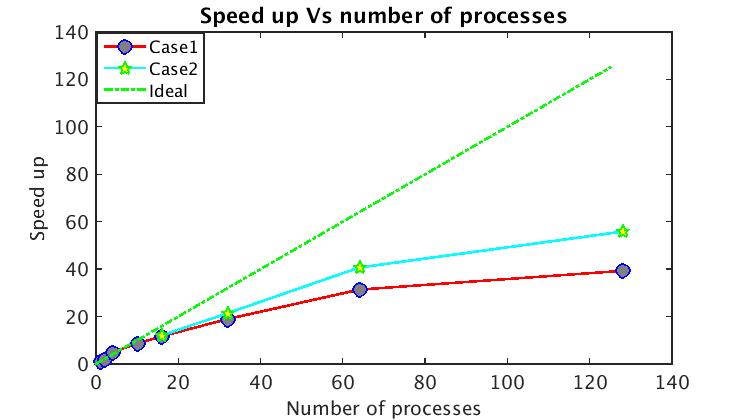 Speed up Vs number of processes
140
120
100
80
60
40
20
0
Speed up
Case1
Case2
Ideal
0 20 40 60 80 100 120 140
Number of processes